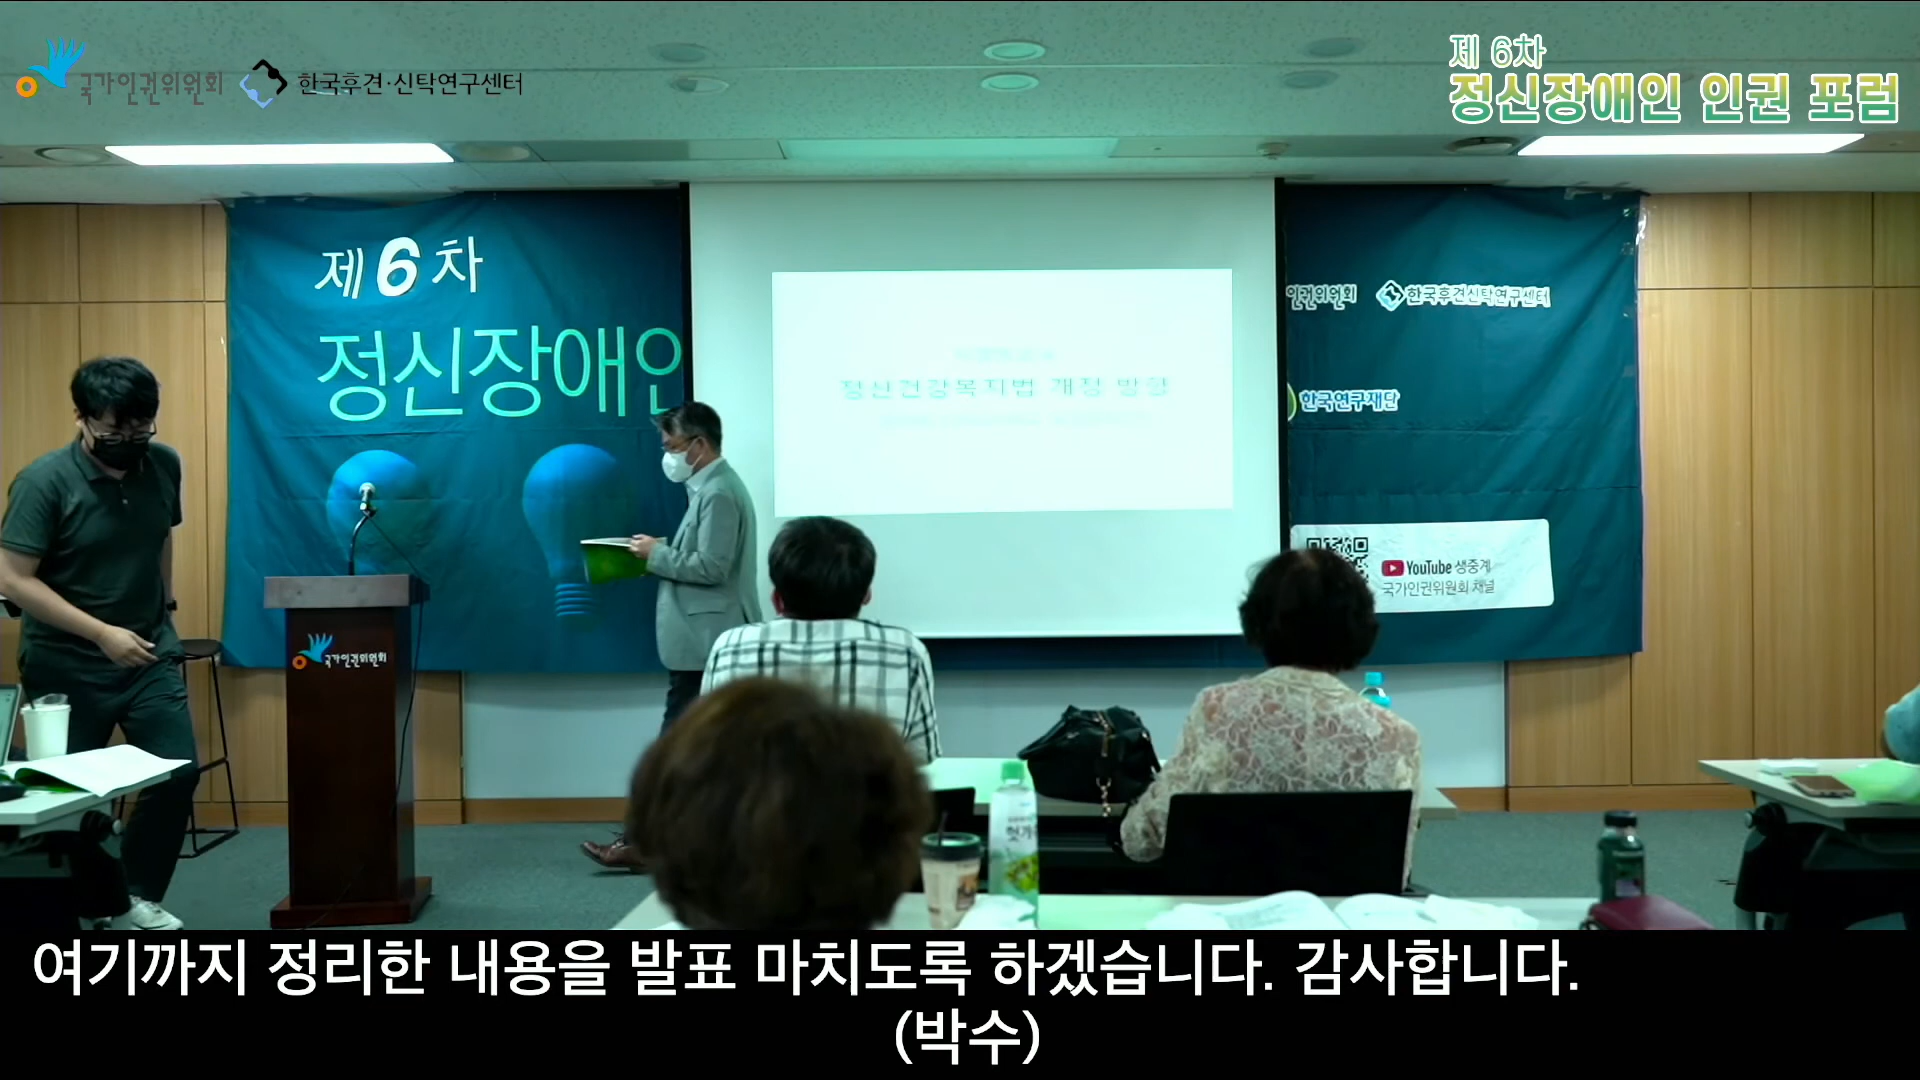 국가인권위원회
한국후견·신탁연구센터
제 6차
정신장애인 인권 포럼
제6차
정신장애인
인권위원회
한국후견신탁연구센터
정신건강복지법 개정 방향
한국연구재단
YouTube 생중계
국가인권위원회 채널
국가인권위원회
여기까지 정리한 내용을 발표 마치도록 하겠습니다. 감사합니다.
(박수)